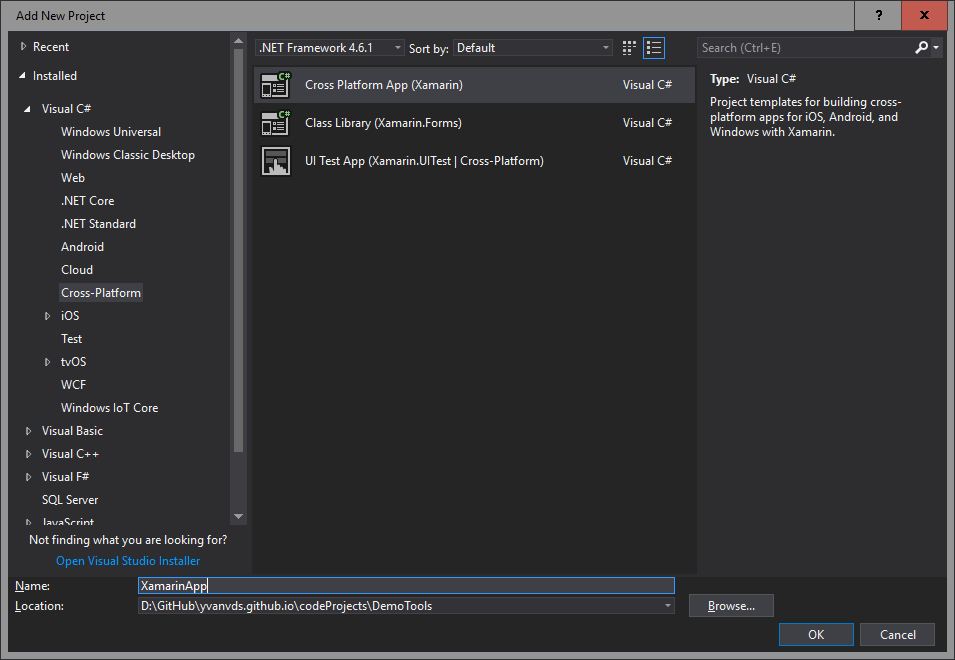 Add New Project
?
x
Recent
Installed
Visual C#
Windows Universal
Windows Classic Desktop
Web
.NET Core
.NET Standard
Android
Cloud
Cross-Platform
iOS
Test
tvOS
WCF
Windows IoT Core
Visual Basic
Visual C++
Visual F#
SQL Server
JavaScript
Not finding what you are looking for?
Open Visual Studio Installer
.NET Framework 4.6.1
Sort by: Default
C# Cross Platform App (Xamarin) Visual C#
C# Class Library (Xamarin.Forms) Visual C#
UI Test App (Xamarin.UITest | Cross-Platform) Visual C#
Search (Ctrl+E)
Type: Visual C#
Project templates for building cross-
platform apps for iOS, Android, and
Windows with Xamarin.
Name: XamarinApp
Location: D:\GitHub\yvanvds.github.io\codeProjects\DemoTools
Browse...
OK
Cancel